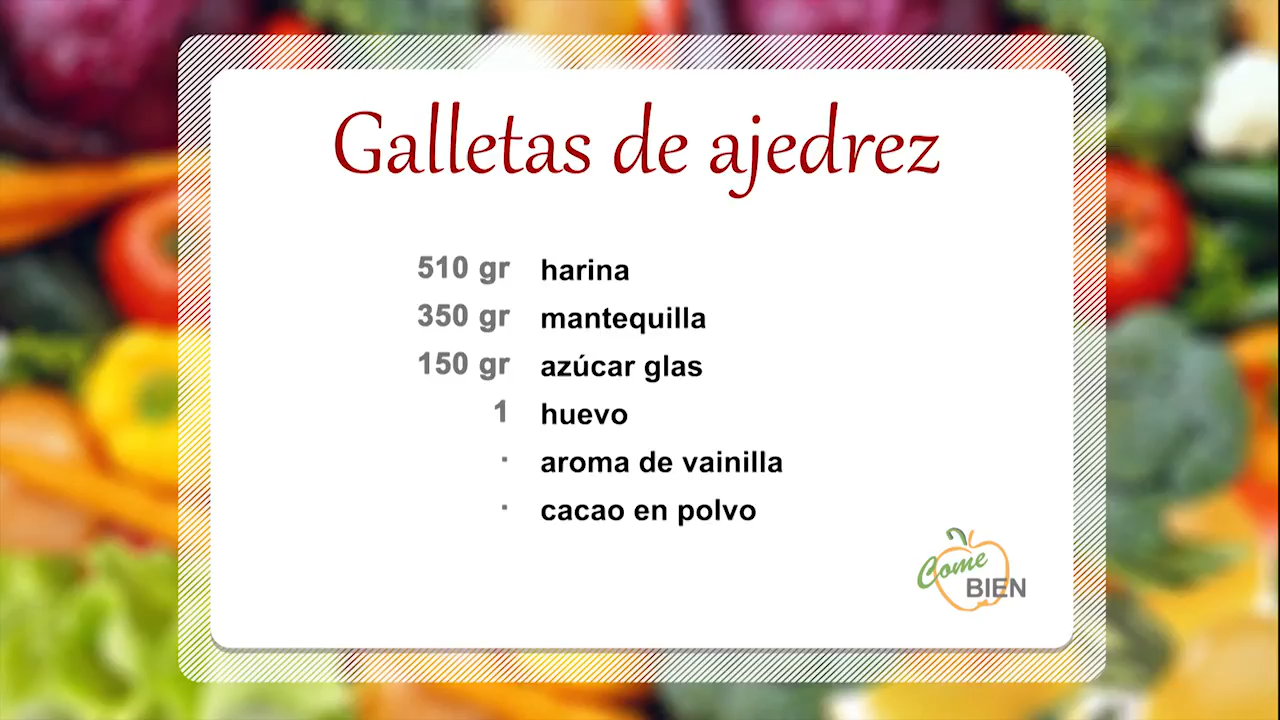 Galletas de ajedrez
510 gr harina
350 gr mantequilla
150 gr azúcar glas
1 huevo
· aroma de vainilla
· cacao en polvo
Come
BIEN